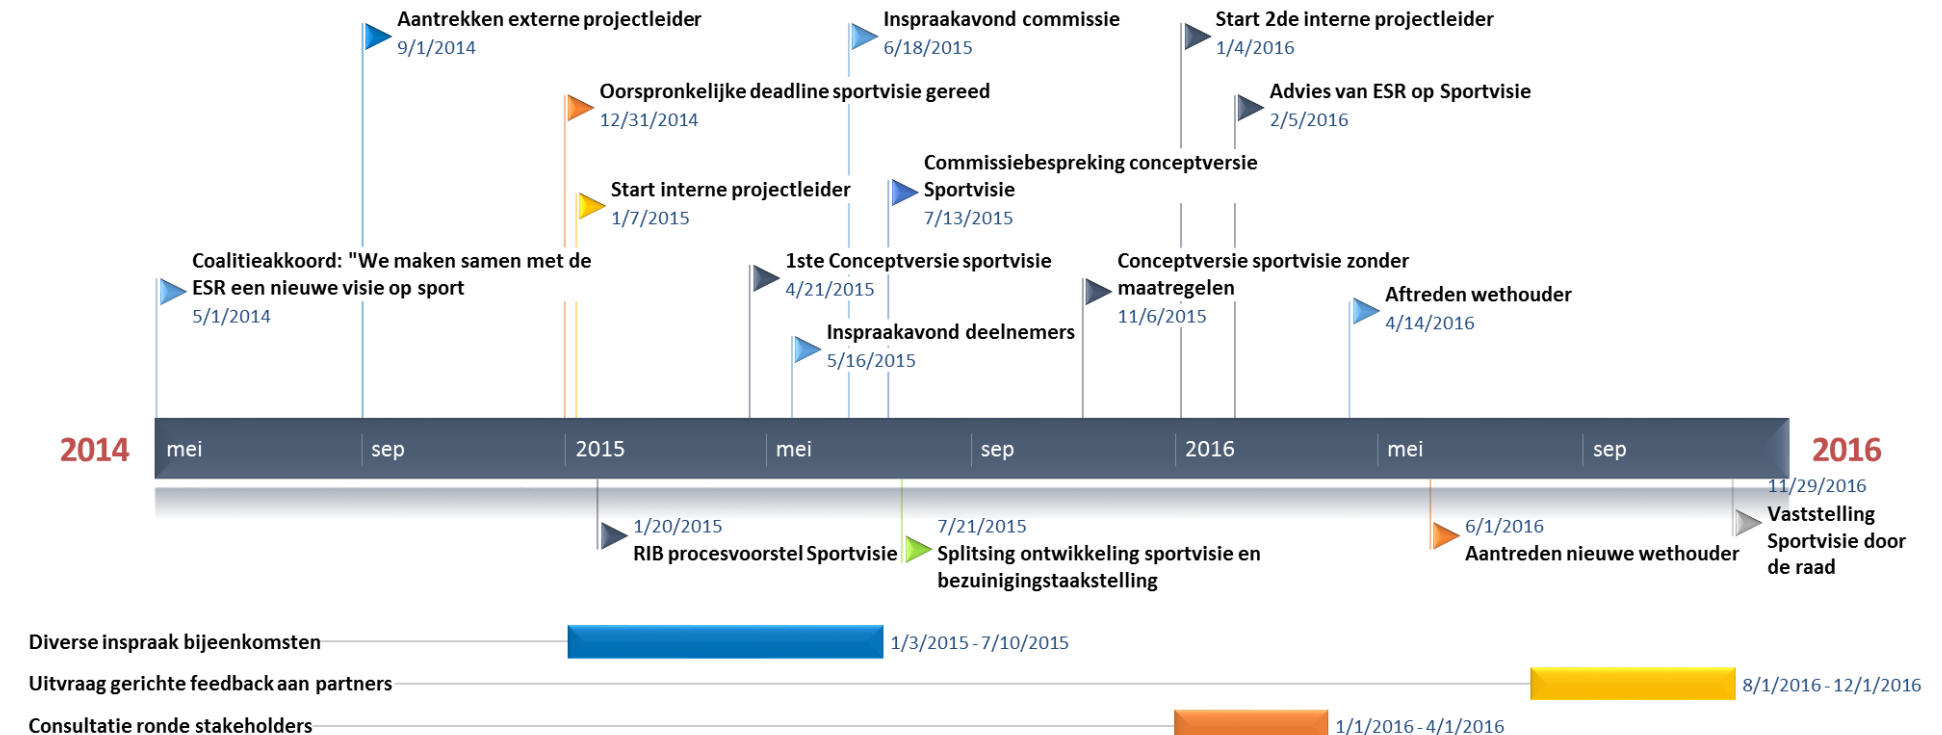 Aantrekken externe projectleider
9/1/2014
Inspraakavond commissie
6/18/2015
Start 2de interne projectleider
1/4/2016
Oorspronkelijke deadline sportvisie gereed
12/31/2014
Advies van ESR op Sportvisie
2/5/2016
Commissiebespreking conceptversie
Sportvisie
7/13/2015
Start interne projectleider
1/7/2015
Coalitieakkoord: "We maken samen met de
ESR een nieuwe visie op sport
5/1/2014
1ste Conceptversie sportvisie
4/21/2015
Conceptversie sportvisie zonder
maatregelen
11/6/2015
Aftreden wethouder
4/14/2016
Inspraakavond deelnemers
5/16/2015
2014 mei sep 2015 mei sep 2016 mei sep 2016
1/20/2015
RIB procesvoorstel Sportvisie
7/21/2015
Splitsing ontwikkeling sportvisie en
bezuinigingstaakstelling
6/1/2016
Aantreden nieuwe wethouder
11/29/2016
Vaststelling
Sportvisie door
de raad
Diverse inspraak bijeenkomsten 1/3/2015 - 7/10/2015
Uitvraag gerichte feedback aan partners 8/1/2016 - 12/1/2016
Consultatie ronde stakeholders 1/1/2016 - 4/1/2016